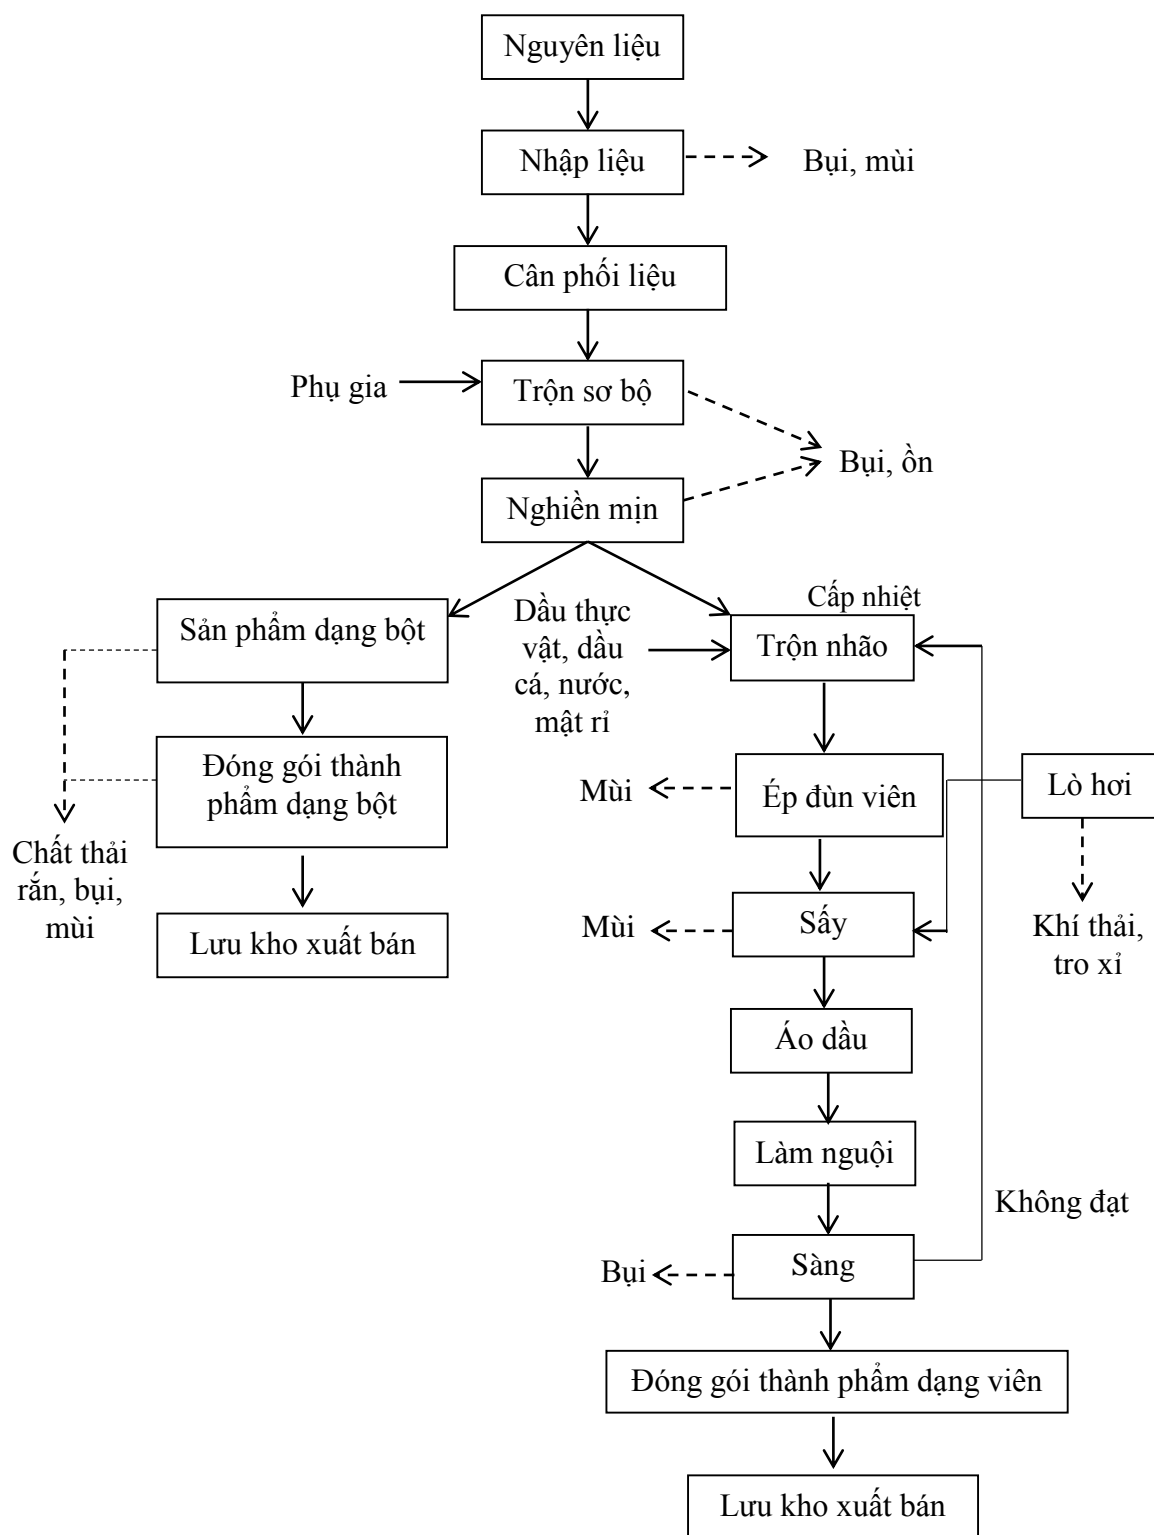 Nguyên liệu
Nhập liệu
Bụi, mùi
Cân phối liệu
Phụ gia
Trộn sơ bộ
Bụi, ồn
Nghiền mịn
Sản phẩm dạng bột
Dầu thực
vật, dầu
cá, nước,
mật rỉ
Cấp nhiệt
Trộn nhão
Đóng gói thành
phẩm dạng bột
Mùi
Ép đùn viên
Lò hơi
Chất thải
rắn, bụi,
mùi
Lưu kho xuất bán
Mùi
Sấy
Khí thải,
tro xỉ
Áo dầu
Làm nguội
Không đạt
Bụi
Sàng
Đóng gói thành phẩm dạng viên
Lưu kho xuất bán